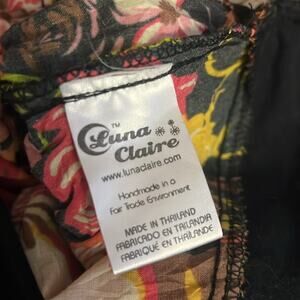 ™
Luna
Claire
www.lunaclaire.com
Handmade in a
Fair Trade Environment
MADE IN THAILAND
FABRICADO EN TAILANDIA
FABRIQUÉ EN THAILANDE